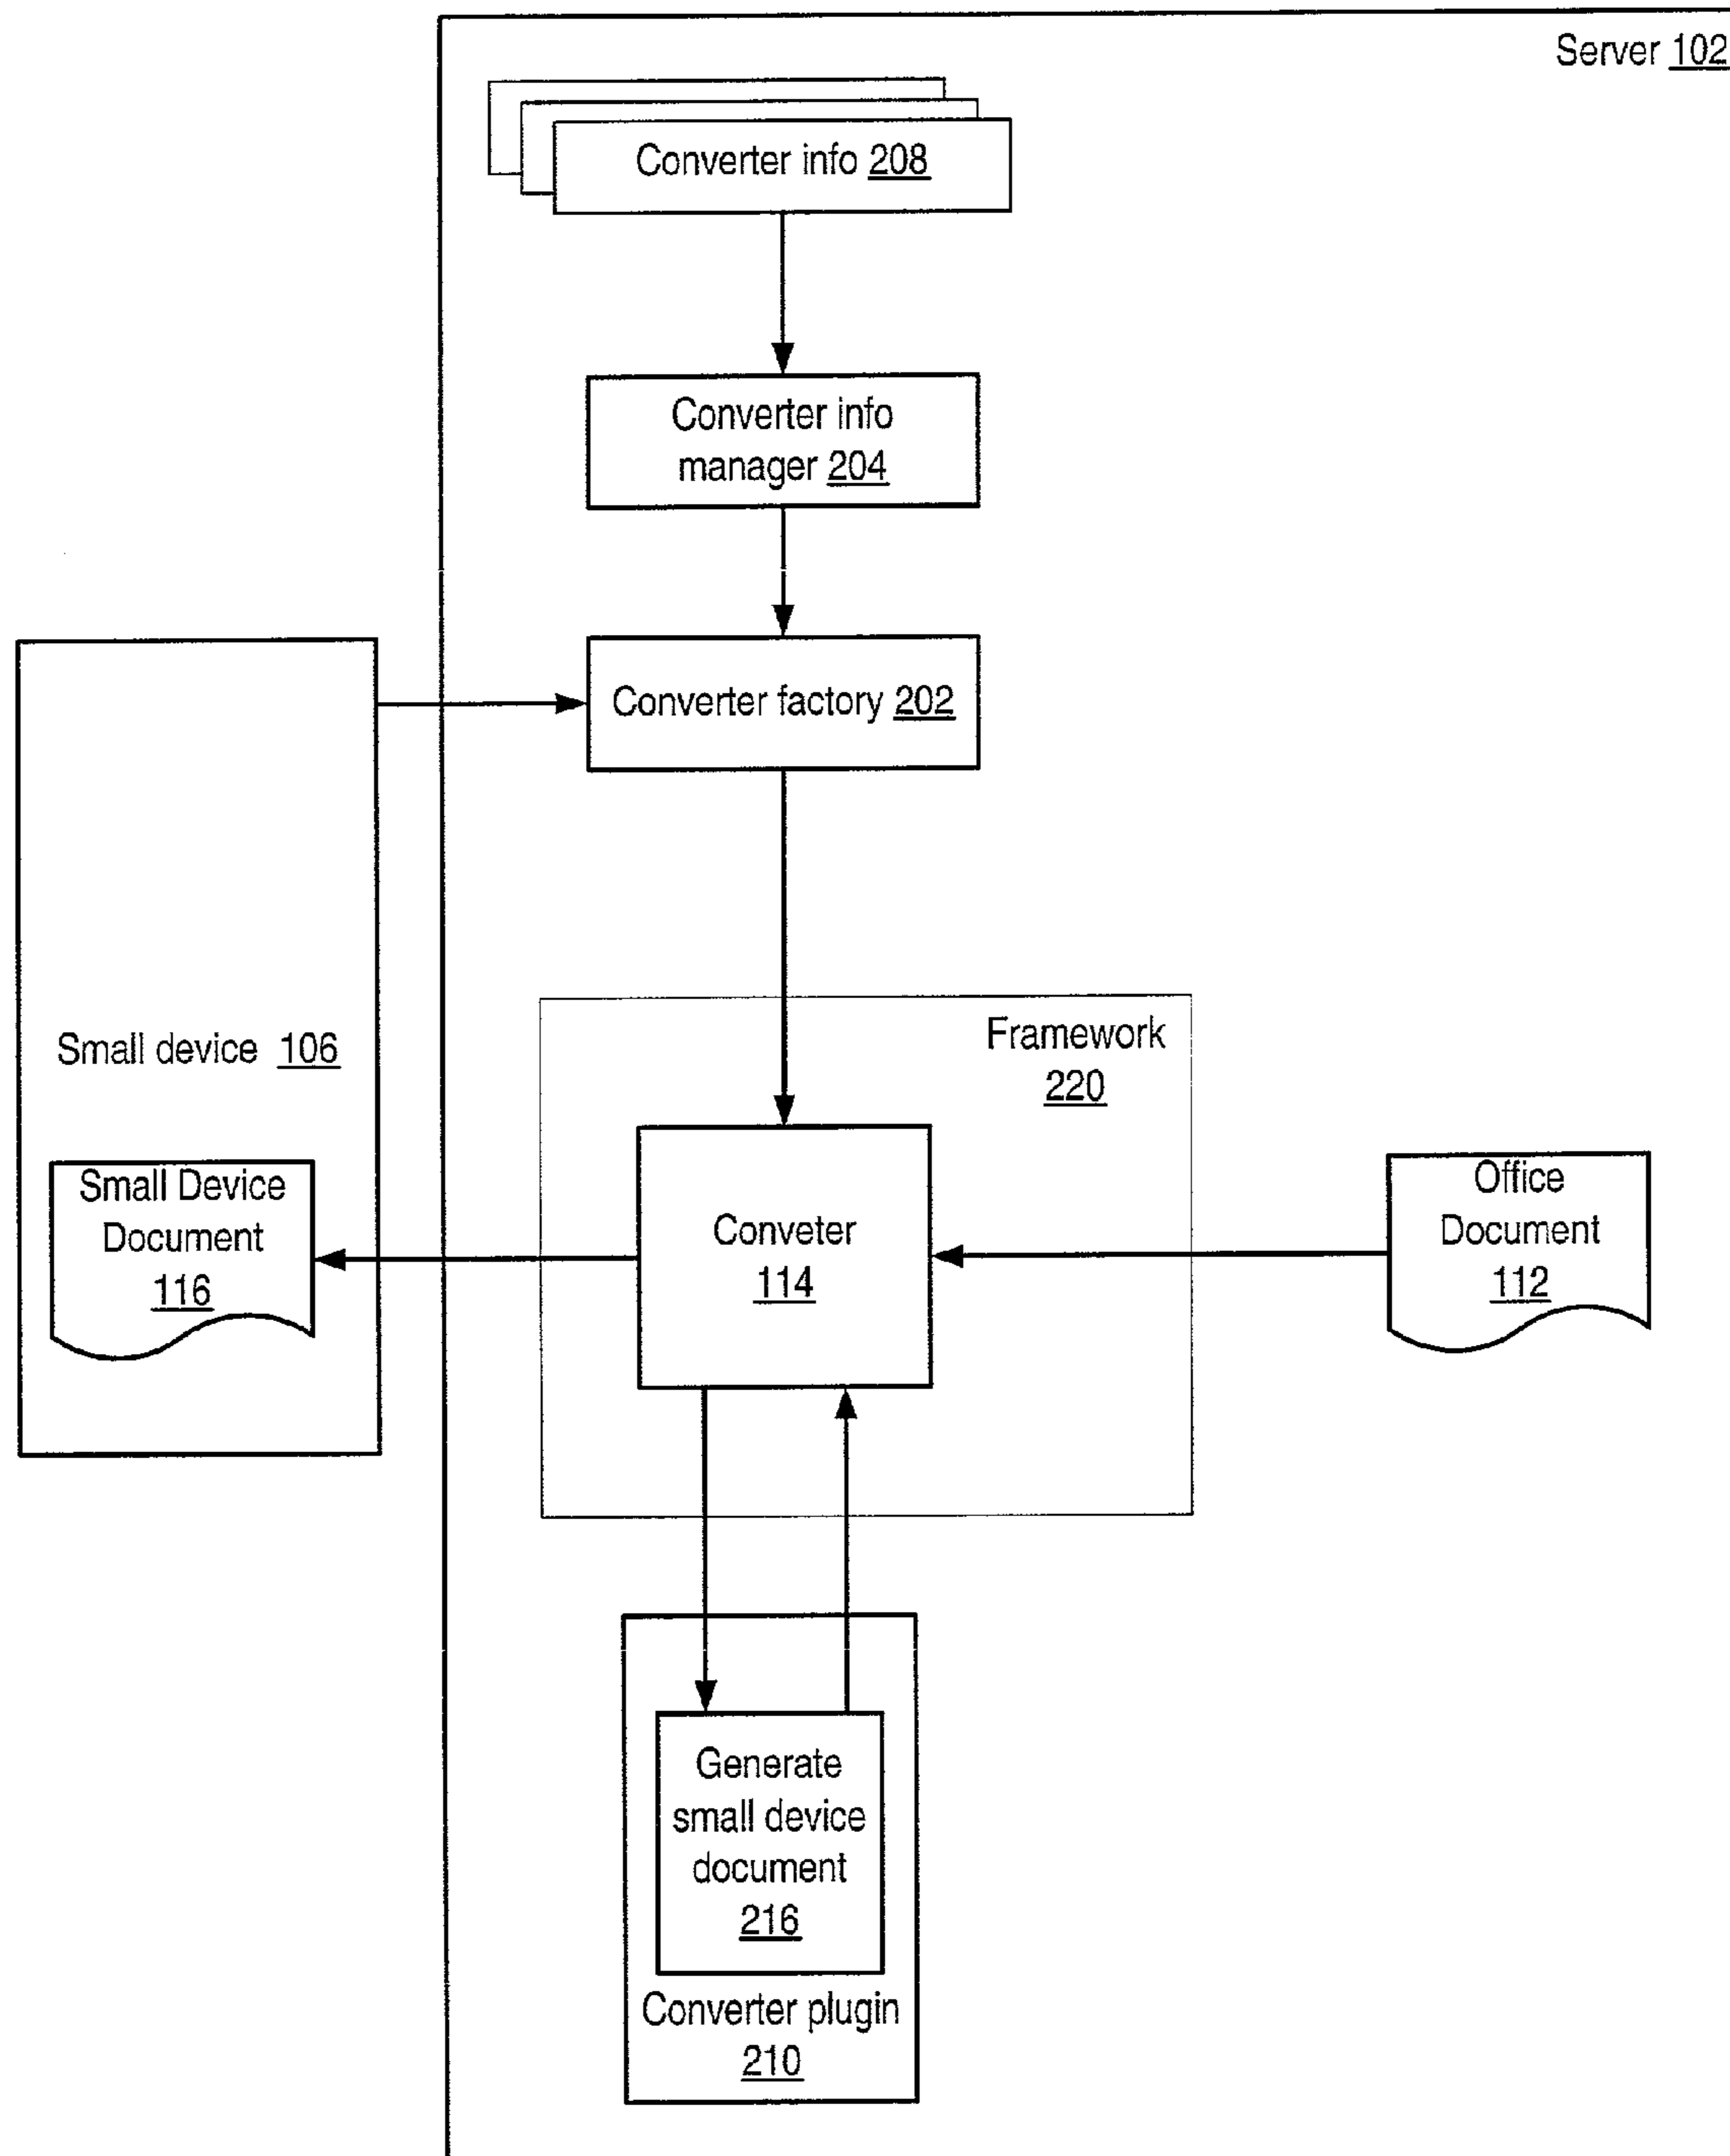 Server 102
Converter info 208
Converter info
manager 204
Converter factory 202
Framework
220
Small device 106
Small Device
Document
116
Conveter
114
Office
Document
112
Generate
small device
document
216
Converter plugin
210